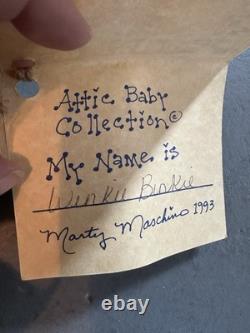 Attic Baby
Collection©
My Name is
Winkie Binkie
Marty Maschino 1993